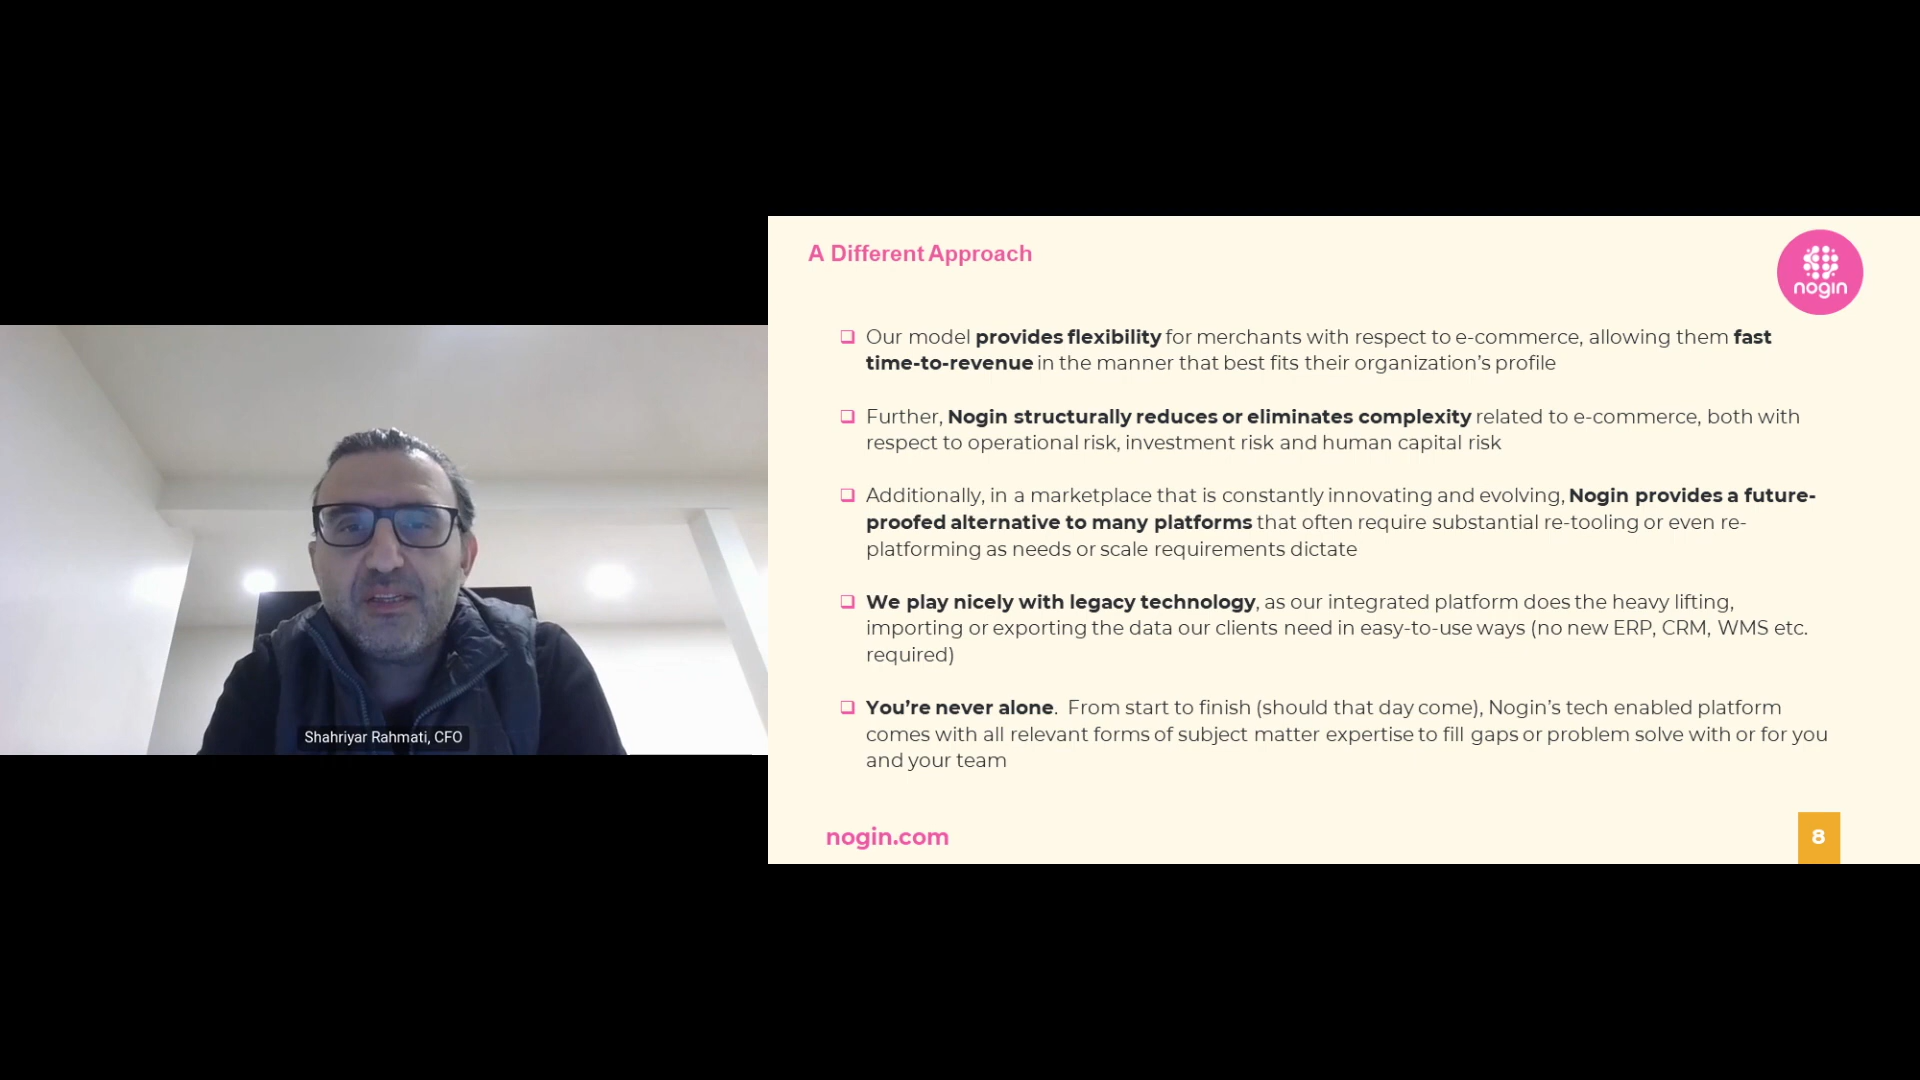 A Different Approach
nogin
Our model provides flexibility for merchants with respect to e-commerce, allowing them fast
time-to-revenue in the manner that best fits their organization's profile
Further, Nogin structurally reduces or eliminates complexity related to e-commerce, both with
respect to operational risk, investment risk and human capital risk
Additionally, in a marketplace that is constantly innovating and evolving, Nogin provides a future-
proofed alternative to many platforms that often require substantial re-tooling or even re-
platforming as needs or scale requirements dictate
We play nicely with legacy technology, as our integrated platform does the heavy lifting,
importing or exporting the data our clients need in easy-to-use ways (no new ERP, CRM, WMS etc.
required)
You're never alone.  From start to finish (should that day come), Nogin's tech enabled platform
comes with all relevant forms of subject matter expertise to fill gaps or problem solve with or for you
and your team
nogin.com
8
Shahriyar Rahmati, CFO